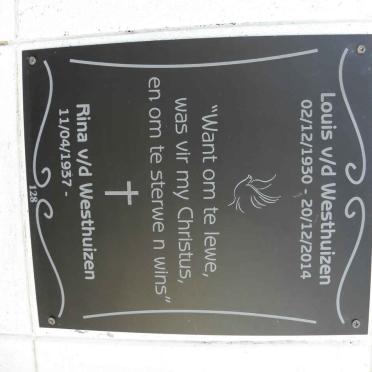 Louis v/d Westhuizen
02/12/1930 - 20/12/2014
"Want om te lewe,
was vir my Christus,
en om te sterwe n wins"
Rina v/d Westhuizen
11/04/1937 -
128